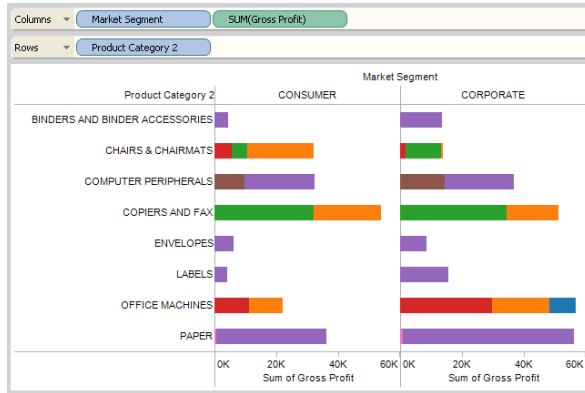 Columns Market Segment SUM(Gross Profit)
Rows Product Category 2
Market Segment
Product Category 2 CONSUMER CORPORATE
BINDERS AND BINDER ACCESSORIES
CHAIRS & CHAIRMATS
COMPUTER PERIPHERALS
COPIERS AND FAX
ENVELOPES
LABELS
OFFICE MACHINES
PAPER
0K 20K 40K 60K 0K 20K 40K 60K
Sum of Gross Profit Sum of Gross Profit